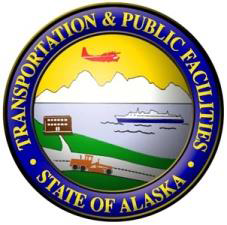 TRANSPORTATION & PUBLIC FACILITIES
STATE OF ALASKA